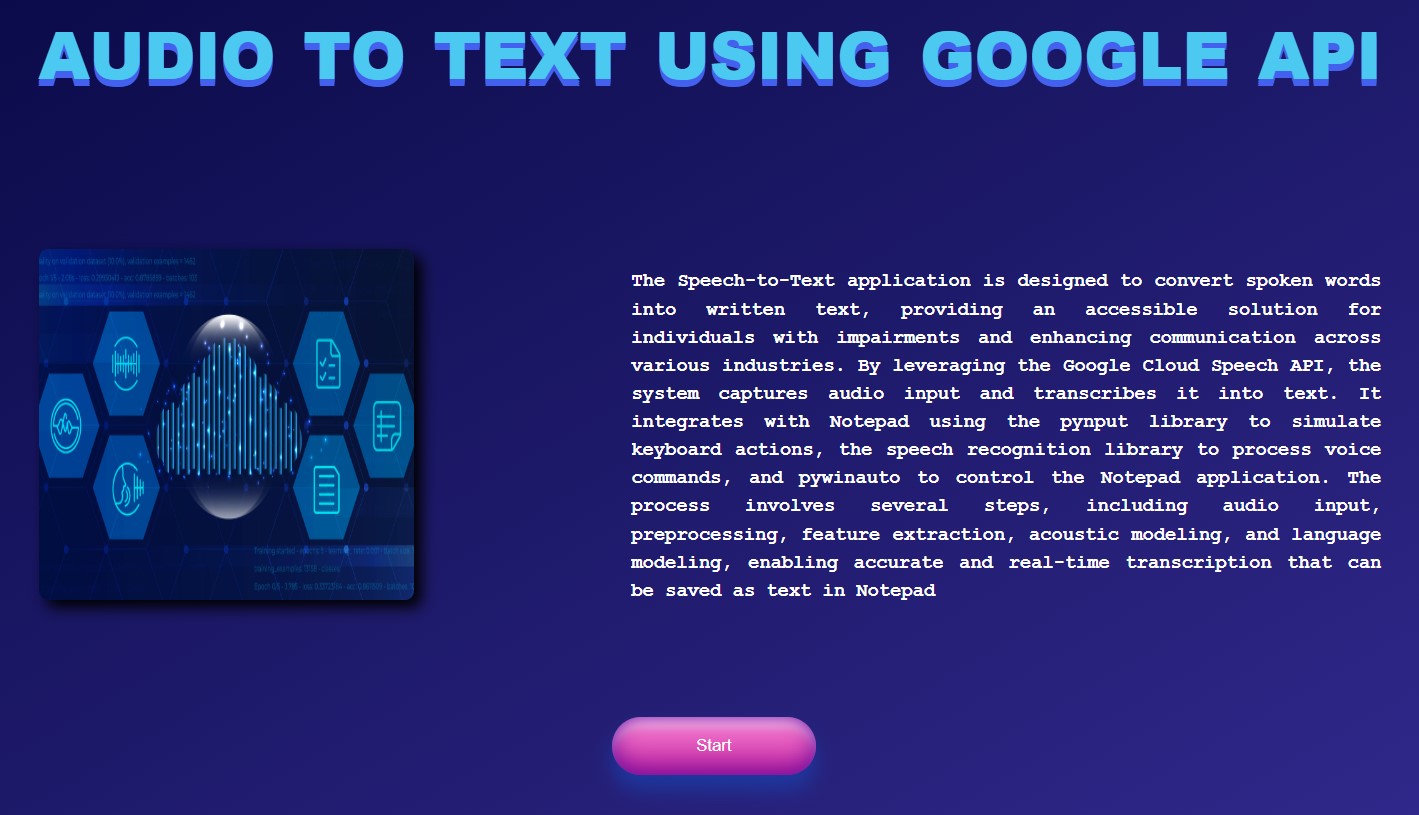 AUDIO TO TEXT USING GOOGLE API
The Speech-to-Text application is designed to convert spoken words
into written text, providing an accessible solution for
individuals with impairments and enhancing communication across
various industries. By leveraging the Google Cloud Speech API, the
system captures audio input and transcribes it into text. It
integrates with Notepad using the pynput library to simulate
keyboard actions, the speech recognition library to process voice
commands, and pywinauto to control the Notepad application. The
process involves several steps, including audio input,
preprocessing, feature extraction, acoustic modeling, and language
modeling, enabling accurate and real-time transcription that can
be saved as text in Notepad
Start